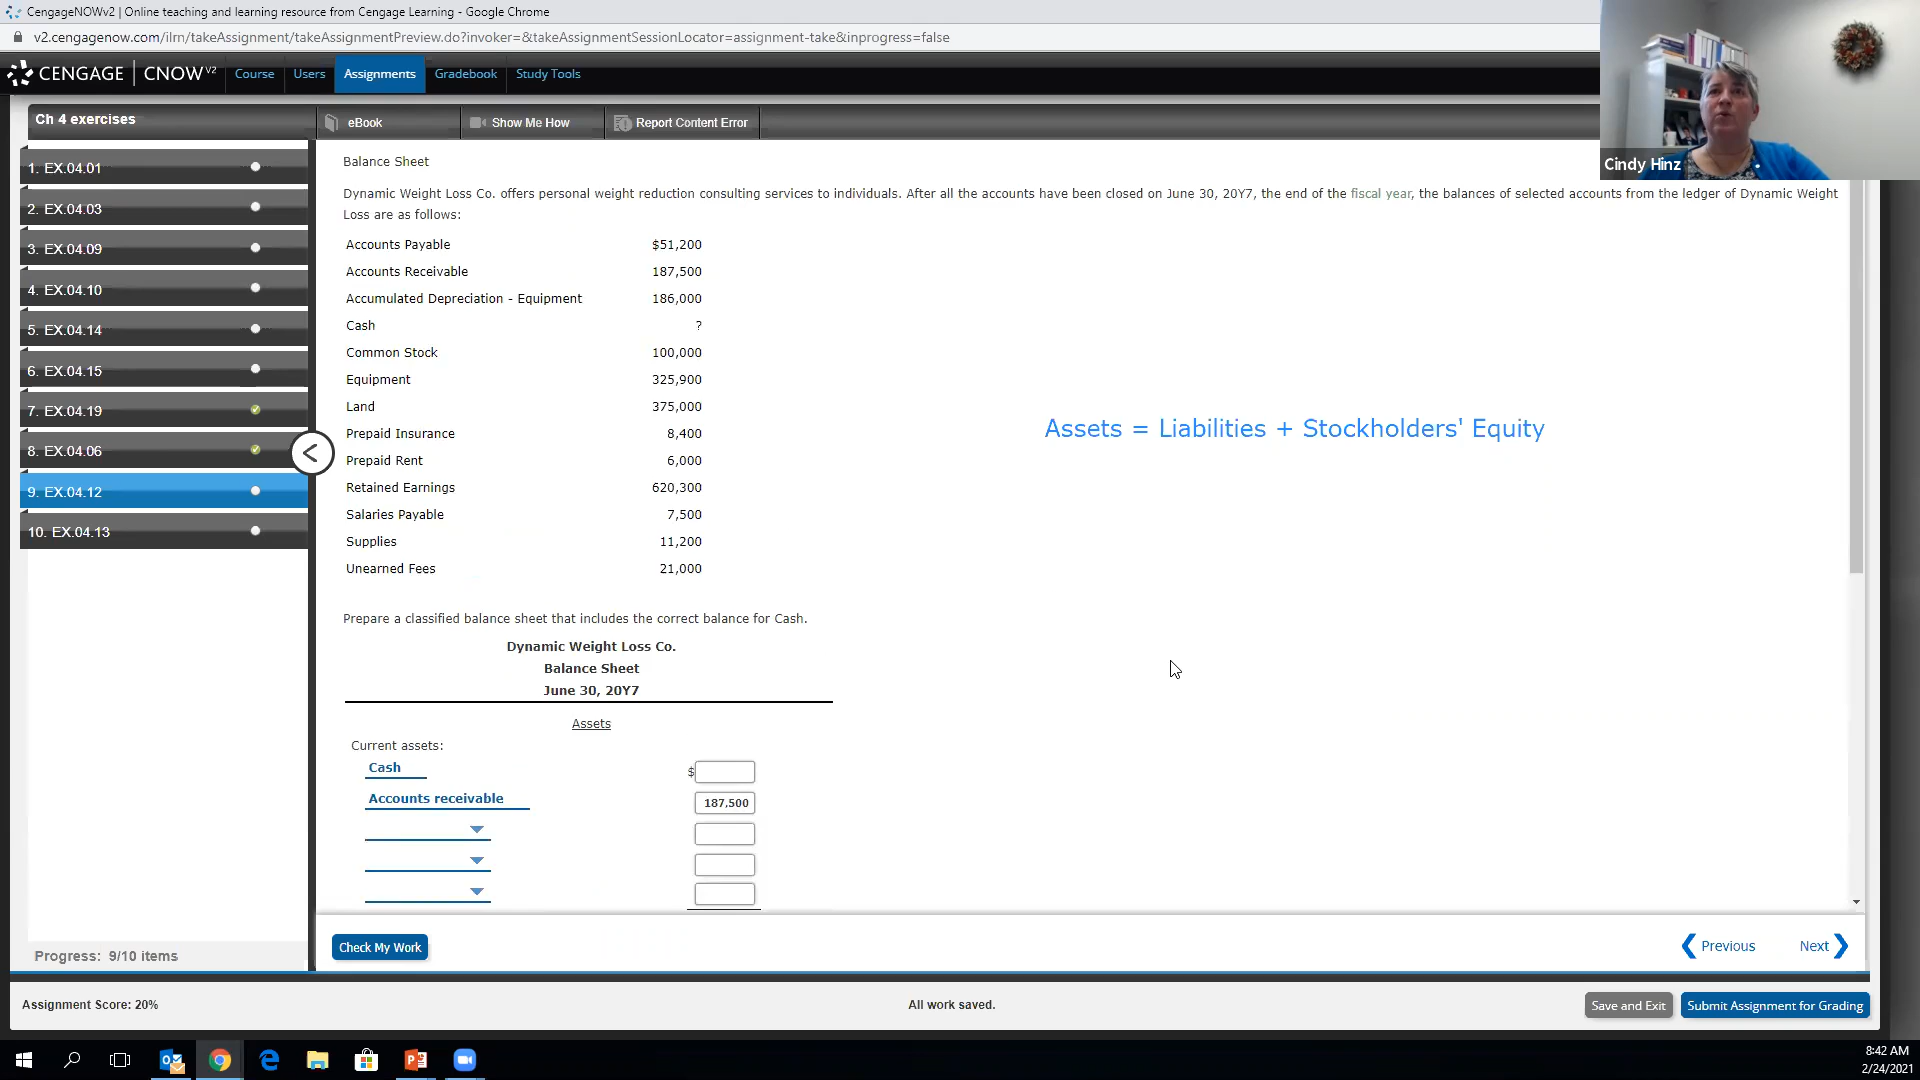 CengageNOWv2 | Online teaching and learning resource from Cengage Learning - Google Chrome
v2.cengagenow.com/ilrn/takeAssignment/takeAssignmentPreview.do?invoker=&takeAssignmentSessionLocator=assignment-take&inprogress=false
CENGAGE | CNOWv2 Course Users Assignments Gradebook Study Tools
Cindy Hinz
Ch 4 exercises
1. EX.04.01
2. EX.04.03
3. EX.04.09
4. EX.04.10
5. EX.04.14
6. EX.04.15
7. EX.04.19
8. EX.04.06
9. EX.04.12
10. EX.04.13
Progress: 9/10 items
eBook Show Me How Report Content Error
Balance Sheet
Dynamic Weight Loss Co. offers personal weight reduction consulting services to individuals. After all the accounts have been closed on June 30, 20Y7, the end of the fiscal year, the balances of selected accounts from the ledger of Dynamic Weight
Loss are as follows:
Accounts Payable $51,200
Accounts Receivable 187,500
Accumulated Depreciation - Equipment 186,000
Cash ?
Common Stock 100,000
Equipment 325,900
Land 375,000
Prepaid Insurance 8,400
Prepaid Rent 6,000
Retained Earnings 620,300
Salaries Payable 7,500
Supplies 11,200
Unearned Fees 21,000
Assets = Liabilities + Stockholders' Equity
Prepare a classified balance sheet that includes the correct balance for Cash.
Dynamic Weight Loss Co.
Balance Sheet
June 30, 20Y7
Assets
Current assets:
Cash $
Accounts receivable 187,500
Check My Work
Previous Next
Assignment Score: 20% All work saved. Save and Exit Submit Assignment for Grading
8:42 AM
2/24/2021